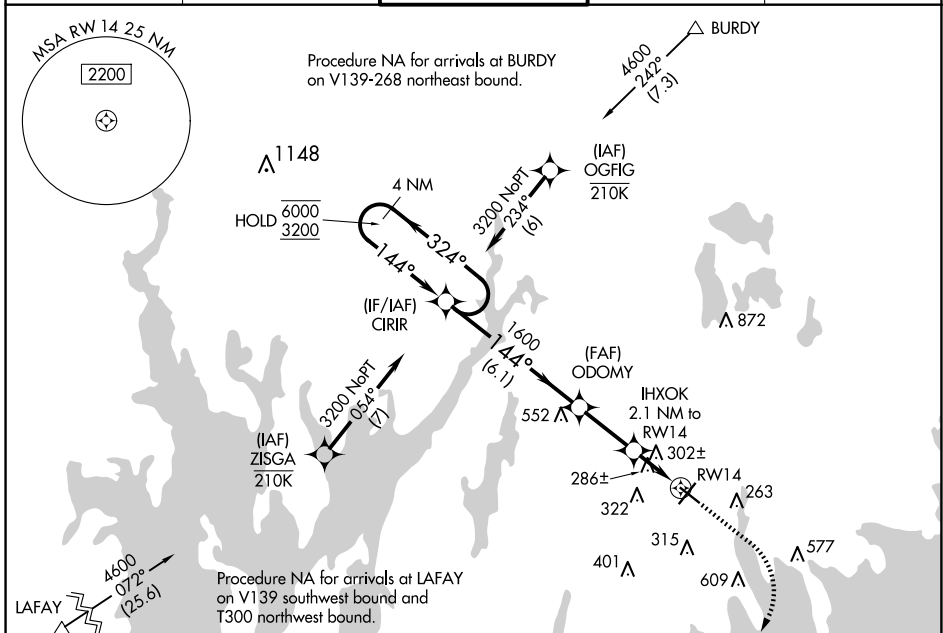 MSA RW 14 25 NM
2200
Procedure NA for arrivals at BURDY
on V139-268 northeast bound.
BURDY
4600
242°
(7.3)
1148
(IAF)
OGFIG
210K
4 NM
3200 NoPT
234°
(6)
HOLD
6000
3200
324°
144°
(IF/IAF)
CIRIR
872
1600
144°
(6.1)
(FAF)
ODOMY
3200 NoPT
054°
(7)
IHXOK
2.1 NM to
RW14
552
302±
(IAF)
ZISGA
210K
286±
RW14
322
263
315
577
401
609
4600
072°
(25.6)
LAFAY
Procedure NA for arrivals at LAFAY
on V139 southwest bound and
T300 northwest bound.